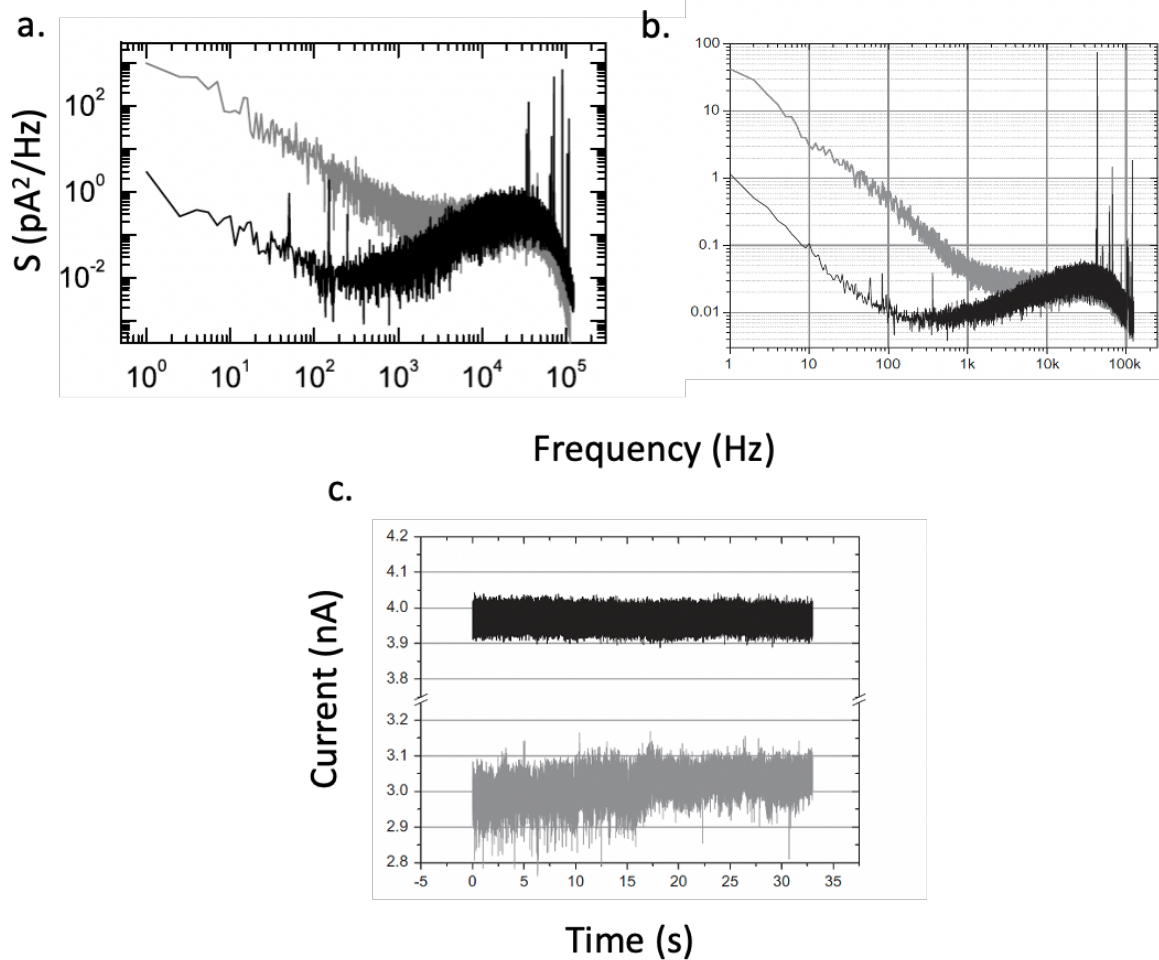 a.
b.
S (pA²/Hz)
10²
10⁰
10⁻²
10⁰ 10¹ 10² 10³ 10⁴ 10⁵
100
10
1
0.1
0.01
1 10 100 1k 10k 100k
Frequency (Hz)
c.
Current (nA)
4.2
4.1
4.0
3.9
3.8
3.2
3.1
3.0
2.9
2.8
-5 0 5 10 15 20 25 30 35
Time (s)